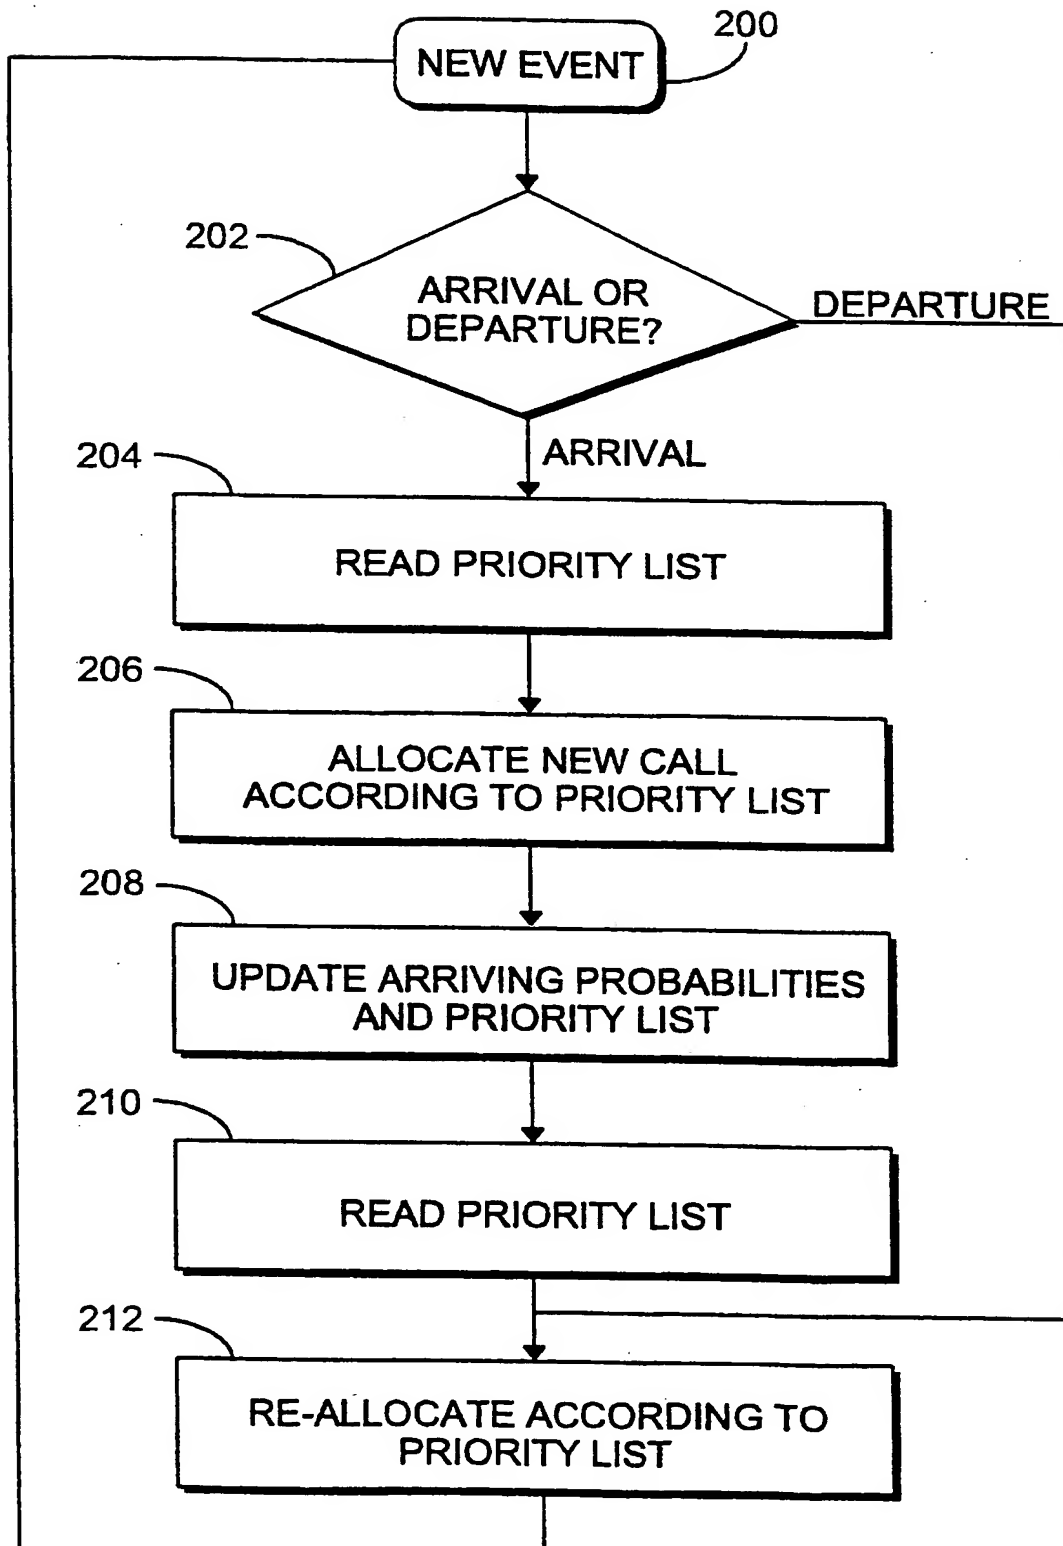 200
NEW EVENT
202
ARRIVAL OR
DEPARTURE?
DEPARTURE
ARRIVAL
204
READ PRIORITY LIST
206
ALLOCATE NEW CALL
ACCORDING TO PRIORITY LIST
208
UPDATE ARRIVING PROBABILITIES
AND PRIORITY LIST
210
READ PRIORITY LIST
212
RE-ALLOCATE ACCORDING TO
PRIORITY LIST